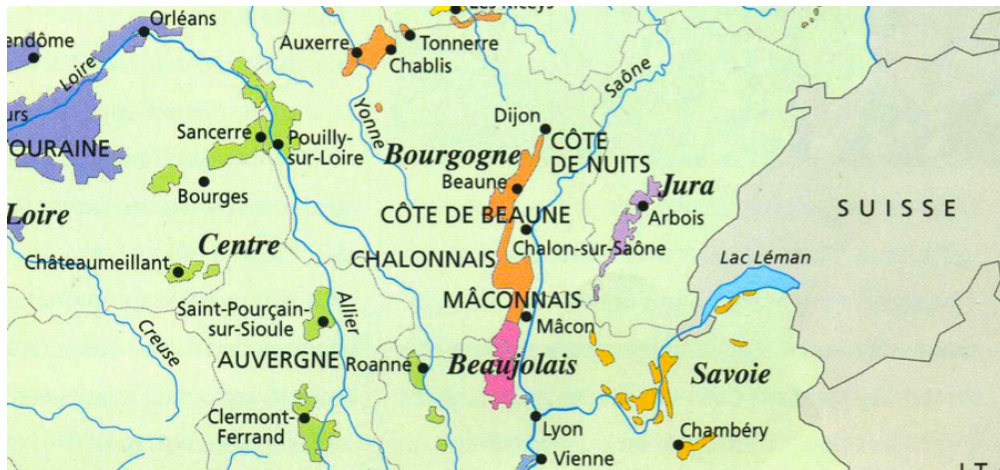 Orléans
Auxerre
Tonnerre
Chablis
Loire
Saône
Yonne
Dijon
Sancerre
Pouilly-
sur-Loire
CÔTE
DE NUITS
OURAINE
Bourgogne
Beaune
Jura
Bourges
Arbois
Loire
CÔTE DE BEAUNE
SUISSE
Centre
Chalon-sur-Saône
Châteaumeillant
CHALONNAIS
Lac Léman
Saint-Pourçain-
sur-Sioule
Allier
MÂCONNAIS
Mâcon
Creuse
AUVERGNE
Roanne
Beaujolais
Savoie
Clermont-
Ferrand
Lyon
Chambéry
Vienne